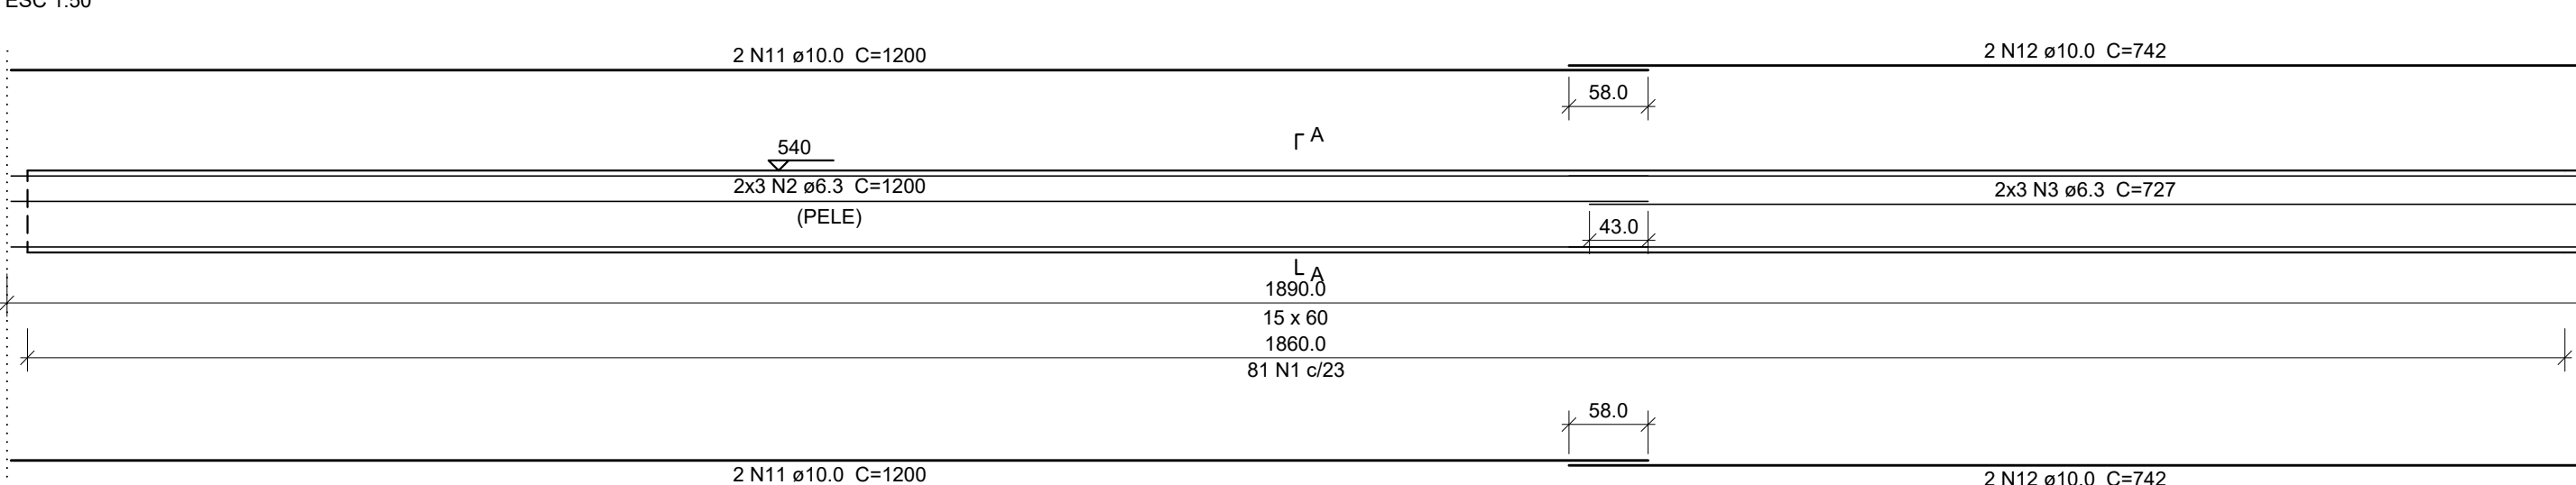 ESC 1:50
2 N11 ø10.0 C=1200
2 N12 ø10.0 C=742
58.0
A
540
2x3 N2 ø6.3 C=1200
2x3 N3 ø6.3 C=727
(PELE)
43.0
A
1890.0
15 x 60
1860.0
81 N1 c/23
58.0
2 N11 ø10.0 C=1200
2 N12 ø10.0 C=742